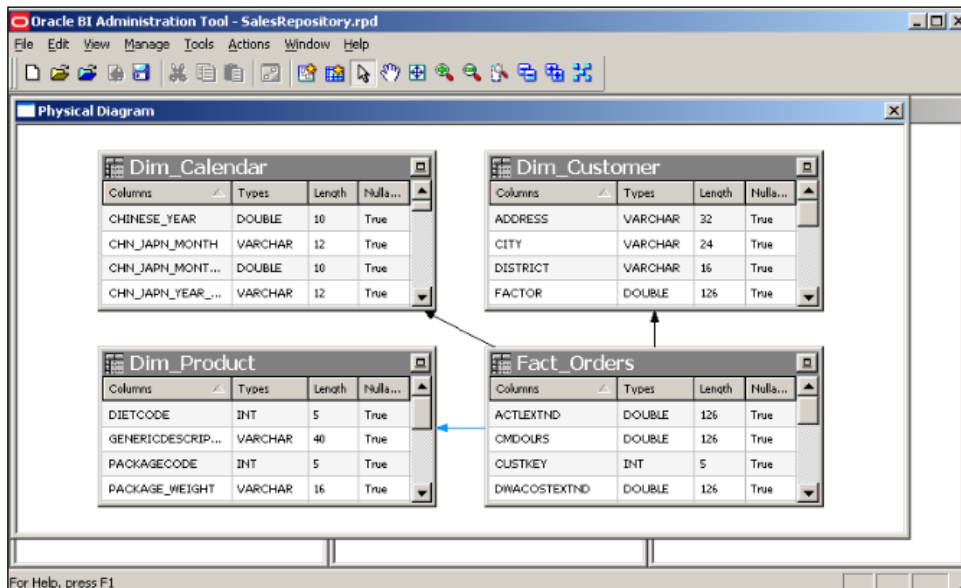 Oracle BI Administration Tool - SalesRepository.rpd
File Edit View Manage Tools Actions Window Help
Physical Diagram
Dim_Calendar
Columns Types Length Nulla...
CHINESE_YEAR DOUBLE 10 True
CHN_JAPN_MONTH VARCHAR 12 True
CHN_JAPN_MONT... DOUBLE 10 True
CHN_JAPN_YEAR_... VARCHAR 12 True
Dim_Customer
Columns Types Length Nulla...
ADDRESS VARCHAR 32 True
CITY VARCHAR 24 True
DISTRICT VARCHAR 16 True
FACTOR DOUBLE 126 True
Dim_Product
Columns Types Length Nulla...
DIETCODE INT 5 True
GENERICDESCRIP... VARCHAR 40 True
PACKAGECODE INT 5 True
PACKAGE_WEIGHT VARCHAR 16 True
Fact_Orders
Columns Types Length Nulla...
ACTLEXTND DOUBLE 126 True
CMDOLRS DOUBLE 126 True
CUSTKEY INT 5 True
DWACOSTEXTND DOUBLE 126 True
For Help, press F1